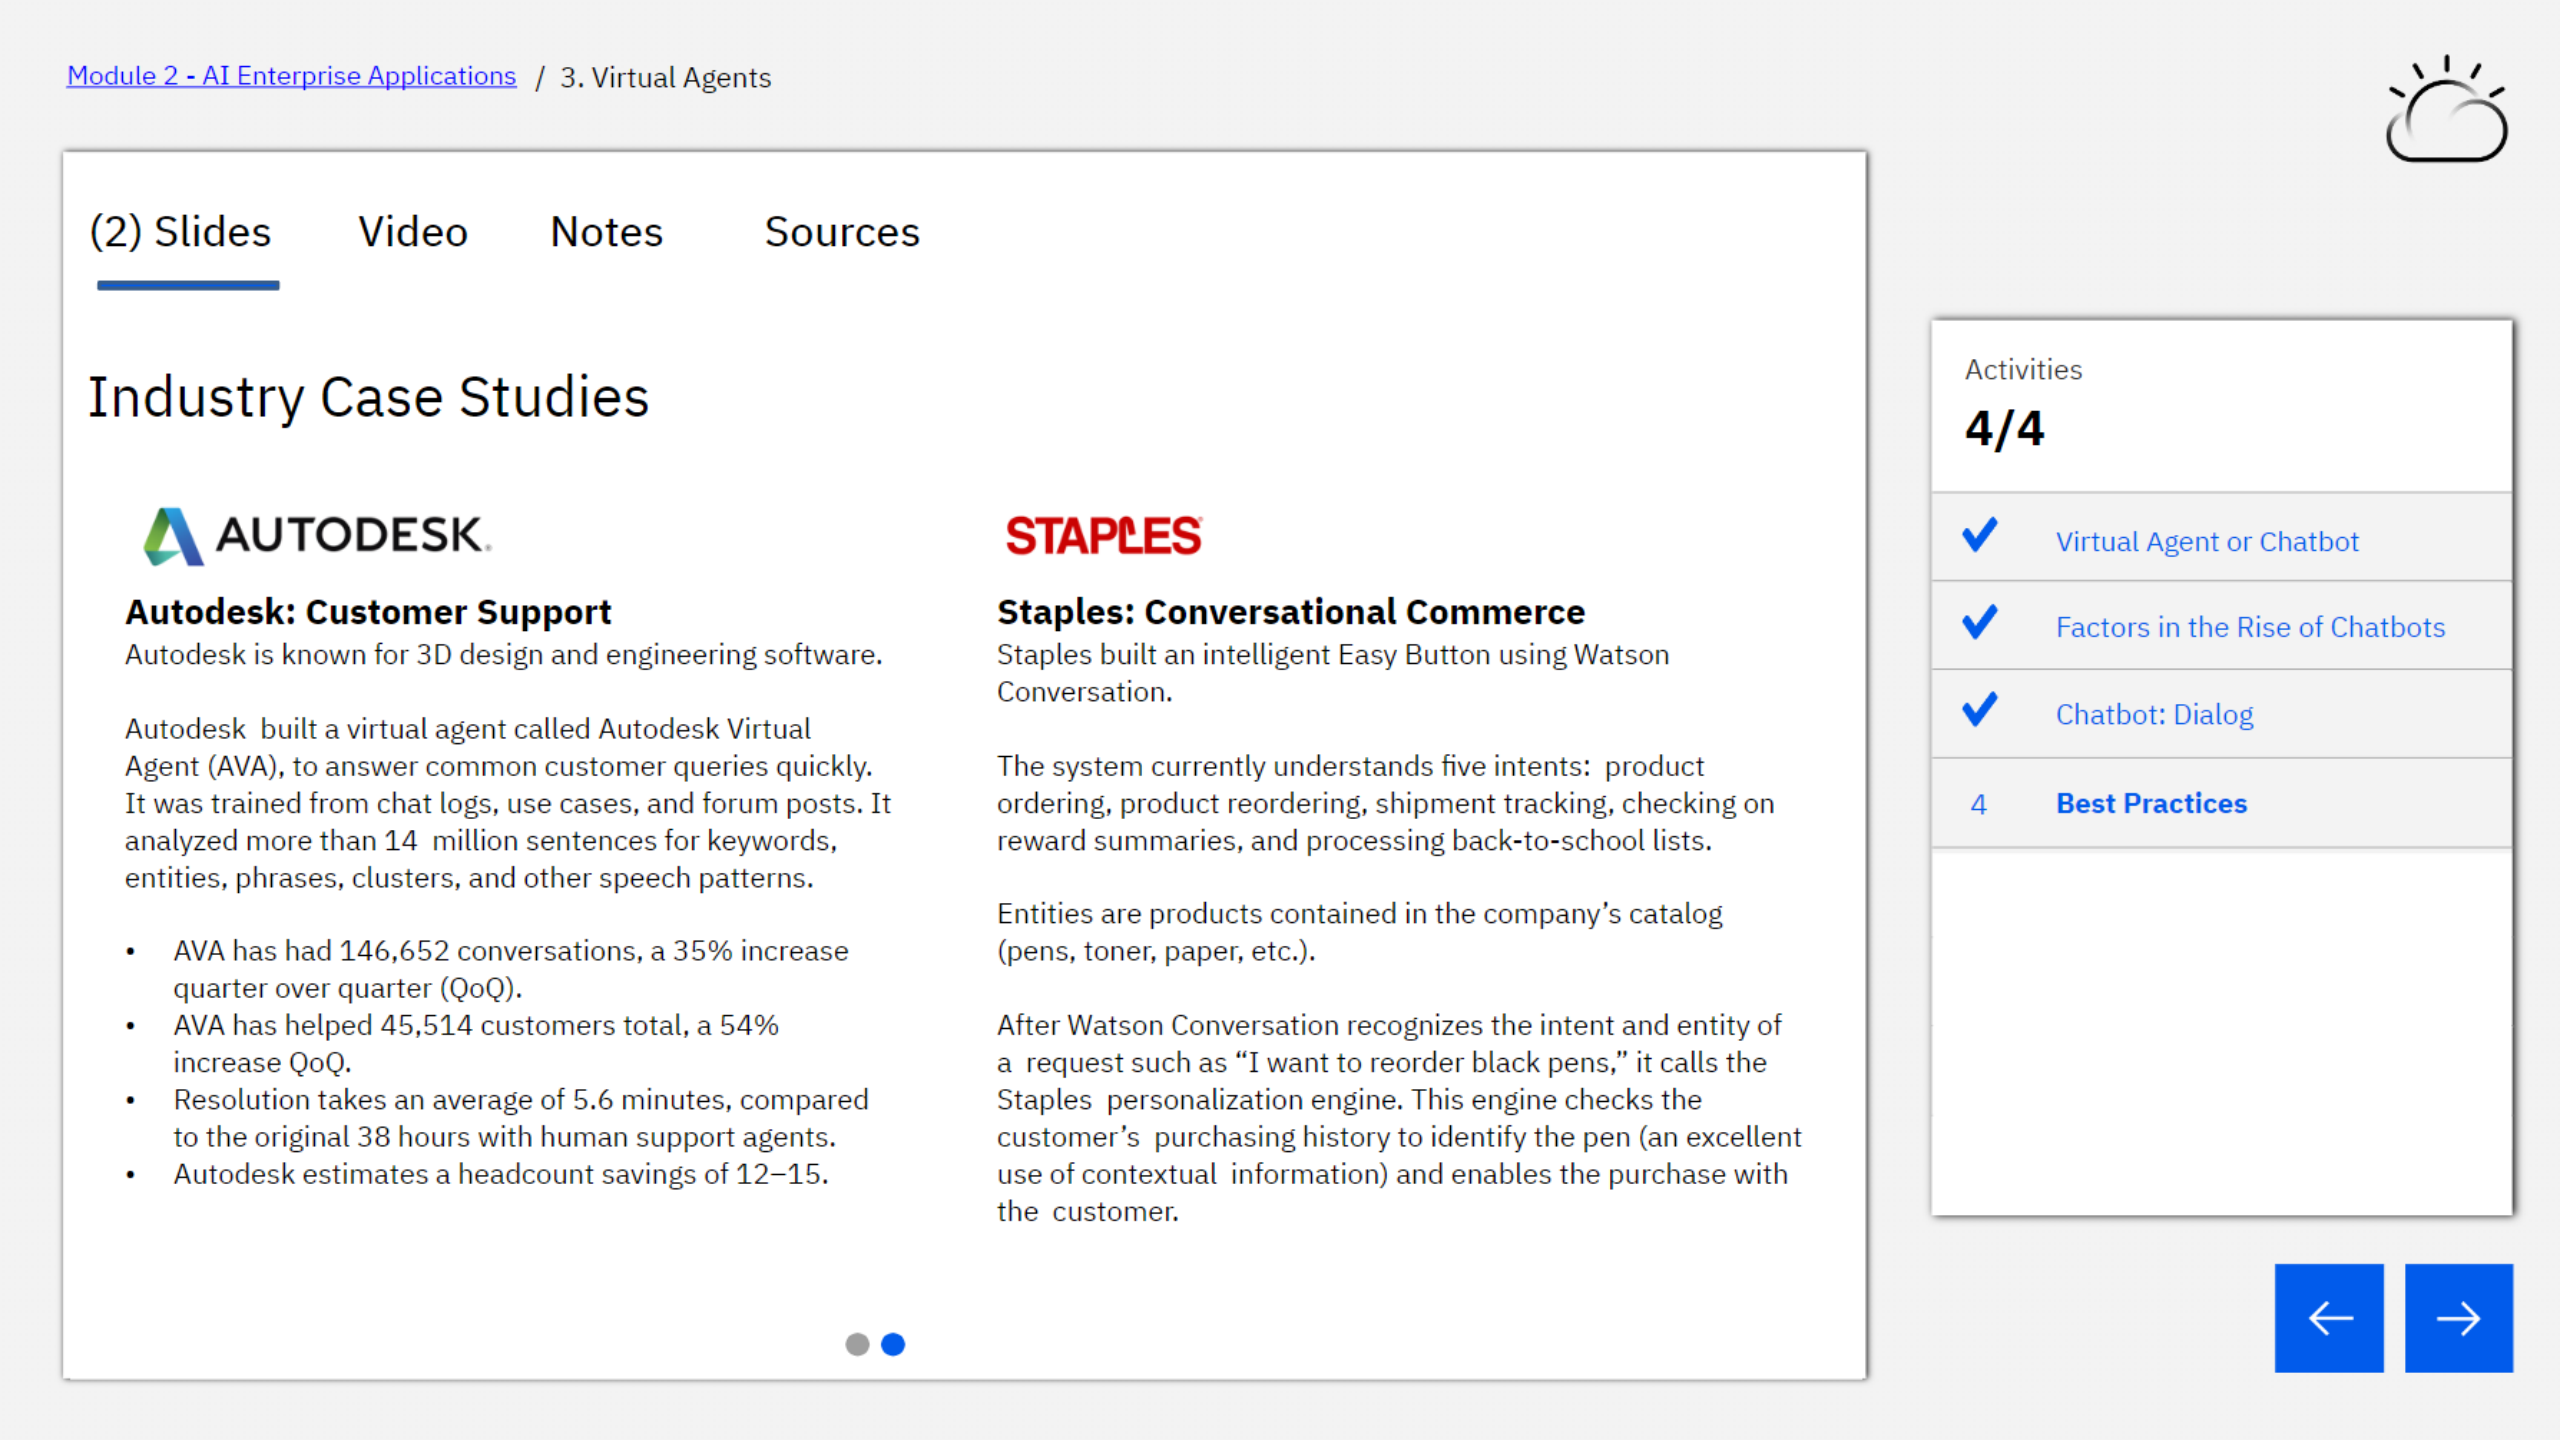 Module 2 - AI Enterprise Applications / 3. Virtual Agents
(2) Slides Video Notes Sources
Industry Case Studies
AUTODESK.
Autodesk: Customer Support
Autodesk is known for 3D design and engineering software.
Autodesk  built a virtual agent called Autodesk Virtual
Agent (AVA), to answer common customer queries quickly.
It was trained from chat logs, use cases, and forum posts. It
analyzed more than 14  million sentences for keywords,
entities, phrases, clusters, and other speech patterns.
• AVA has had 146,652 conversations, a 35% increase
quarter over quarter (QoQ).
• AVA has helped 45,514 customers total, a 54%
increase QoQ.
• Resolution takes an average of 5.6 minutes, compared
to the original 38 hours with human support agents.
• Autodesk estimates a headcount savings of 12–15.
STAPLES
Staples: Conversational Commerce
Staples built an intelligent Easy Button using Watson
Conversation.
The system currently understands five intents:  product
ordering, product reordering, shipment tracking, checking on
reward summaries, and processing back-to-school lists.
Entities are products contained in the company’s catalog
(pens, toner, paper, etc.).
After Watson Conversation recognizes the intent and entity of
a  request such as “I want to reorder black pens,” it calls the
Staples  personalization engine. This engine checks the
customer’s  purchasing history to identify the pen (an excellent
use of contextual  information) and enables the purchase with
the  customer.
Activities
4/4
Virtual Agent or Chatbot
Factors in the Rise of Chatbots
Chatbot: Dialog
4 Best Practices